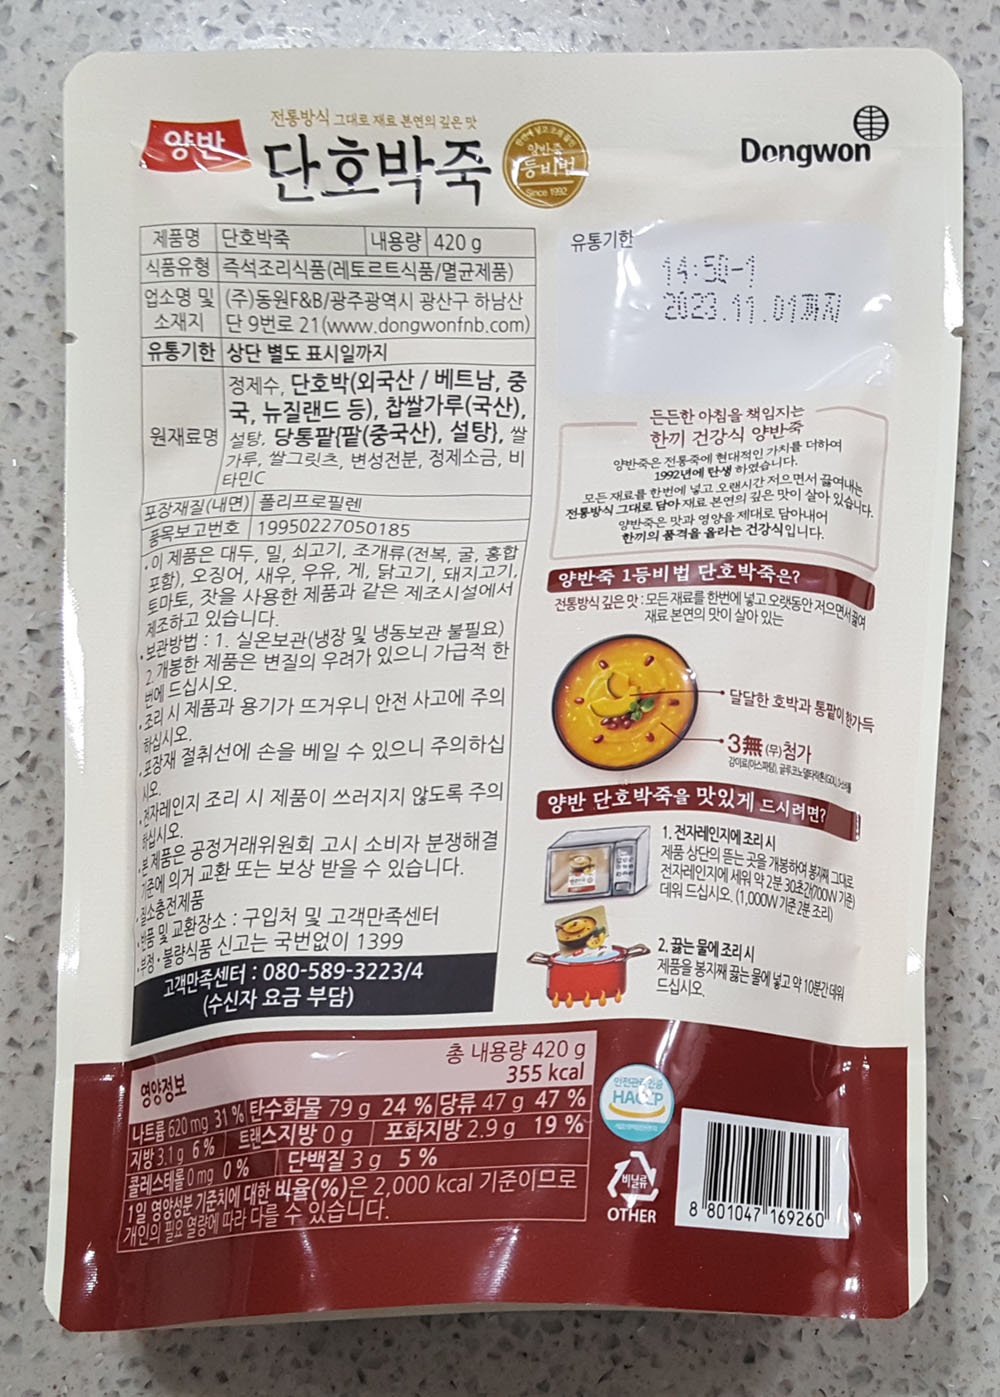 양반
전통방식 그대로 재료 본연의 깊은 맛
단호박죽
양반죽
등비법
Since 1992
Dongwon
제품명 단호박죽 내용량 420 g
식품유형 즉석조리식품(레토르트식품/멸균제품)
업소명 및 소재지 (주)동원F&B/광주광역시 광산구 하남산
단 9번로 21(www.dongwonfnb.com)
유통기한 상단 별도 표시일까지
원재료명 정제수, 단호박(외국산 / 베트남, 중
국, 뉴질랜드 등), 찹쌀가루(국산),
설탕, 당통팥{팥(중국산), 설탕}, 쌀
가루, 쌀그릿츠, 변성전분, 정제소금, 비
타민C
포장재질(내면) 폴리프로필렌
품목보고번호 19950227050185
• 이 제품은 대두, 밀, 쇠고기, 조개류(전복, 굴, 홍합
포함), 오징어, 새우, 우유, 게, 닭고기, 돼지고기,
토마토, 잣을 사용한 제품과 같은 제조시설에서
제조하고 있습니다.
• 보관방법 : 1. 실온보관(냉장 및 냉동보관 불필요)
2. 개봉한 제품은 변질의 우려가 있으니 가급적 한
번에 드십시오.
• 조리 시 제품과 용기가 뜨거우니 안전 사고에 주의
하십시오.
• 포장재 절취선에 손을 베일 수 있으니 주의하십
시오.
• 전자레인지 조리 시 제품이 쓰러지지 않도록 주의
하십시오.
• 본 제품은 공정거래위원회 고시 소비자 분쟁해결
기준에 의거 교환 또는 보상 받을 수 있습니다.
• 질소충전제품
• 반품 및 교환장소 : 구입처 및 고객만족센터
• 부정·불량식품 신고는 국번없이 1399
고객만족센터 : 080-589-3223/4
(수신자 요금 부담)
유통기한
14:50-1
2023.11.01까지
든든한 아침을 책임지는
한끼 건강식 양반죽
양반죽은 전통죽에 현대적인 가치를 더하여
1992년에 탄생 하였습니다.
모든 재료를 한번에 넣고 오랜시간 저으면서 끓여내는
전통방식 그대로 담아 재료 본연의 깊은 맛이 살아 있습니다.
양반죽은 맛과 영양을 제대로 담아내어
한끼의 품격을 올리는 건강식입니다.
양반죽 1등비법 단호박죽은?
전통방식 깊은 맛 : 모든 재료를 한번에 넣고 오랫동안 저으면서 끓여
재료 본연의 맛이 살아 있는
달달한 호박과 통팥이 한가득
3無 (무)첨가
감미료(아스파탐), 글루코노델타락톤(GDL),
양반 단호박죽을 맛있게 드시려면?
1. 전자레인지에 조리 시
제품 상단의 뜯는 곳을 개봉하여 봉지째 그대로
전자레인지에 세워 약 2분 30초간(700W 기준)
데워 드십시오. (1,000W 기준 2분 조리)
2. 끓는 물에 조리 시
제품을 봉지째 끓는 물에 넣고 약 10분간 데워
드십시오.
영양정보
총 내용량 420 g
355 kcal
나트륨 620 mg 31 % 탄수화물 79 g 24 % 당류 47 g 47 %
지방 3.1 g 6 % 트랜스지방 0 g 포화지방 2.9 g 19 %
콜레스테롤 0 mg 0 % 단백질 3 g 5 %
1일 영양성분 기준치에 대한 비율(%)은 2,000 kcal 기준이므로
개인의 필요 열량에 따라 다를 수 있습니다.
안전관리인증
HACCP
비닐류
OTHER
8 801047 169260